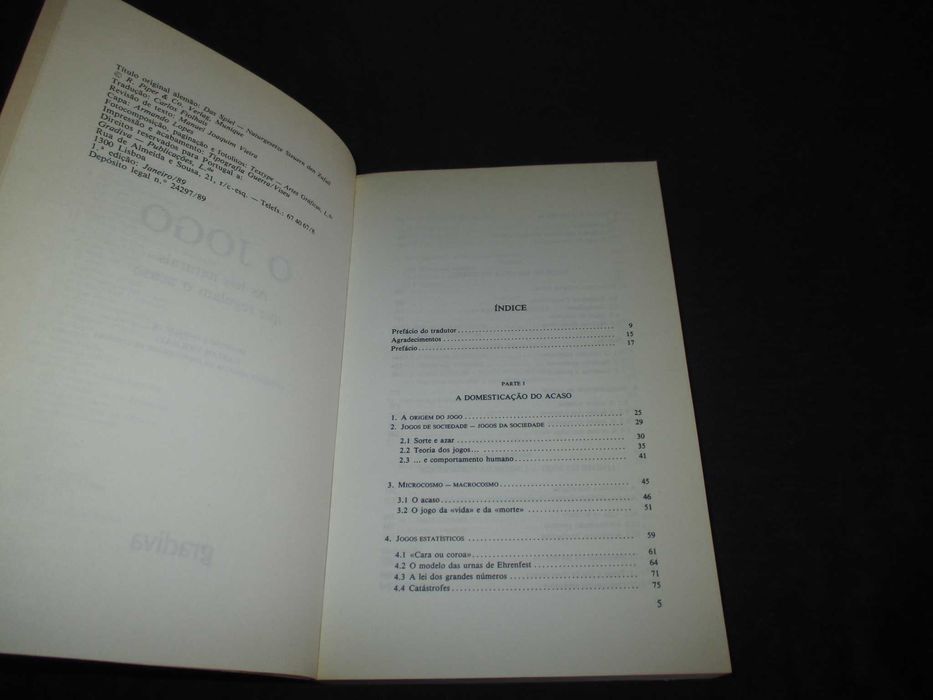 Título original alemão: Das Spiel — Naturgesetze Steuern den Zufall
© R. Piper & Co. Verlag, Munique
Tradução: Carlos Fiolhais
Revisão de texto: Manuel Joaquim Vieira
Capa: Armando Lopes
Fotocomposição, paginação e fotolitos: Textype — Artes Gráficas, L.da
Impressão e acabamento: Tipografia Guerra/Viseu
Direitos reservados para Portugal a:
Gradiva — Publicações, L.da
Rua de Almeida e Sousa, 21, r/c-esq. — Telefs.: 67 40 67/8
1300 Lisboa
1.ª edição: Janeiro/89
Depósito legal n.º 24297/89
O JOGO
As leis naturais
que regulam o acaso
gradiva
ÍNDICE
Prefácio do tradutor 9
Agradecimentos 15
Prefácio 17
PARTE I
A DOMESTICAÇÃO DO ACASO
1. A ORIGEM DO JOGO 25
2. JOGOS DE SOCIEDADE — JOGOS DA SOCIEDADE 29
2.1 Sorte e azar 30
2.2 Teoria dos jogos... 35
2.3 ... e comportamento humano 41
3. MICROCOSMO — MACROCOSMO 45
3.1 O acaso 46
3.2 O jogo da «vida» e da «morte» 51
4. JOGOS ESTATÍSTICOS 59
4.1 «Cara ou coroa» 61
4.2 O modelo das urnas de Ehrenfest 64
4.3 A lei dos grandes números 71
4.4 Catástrofes 75
5